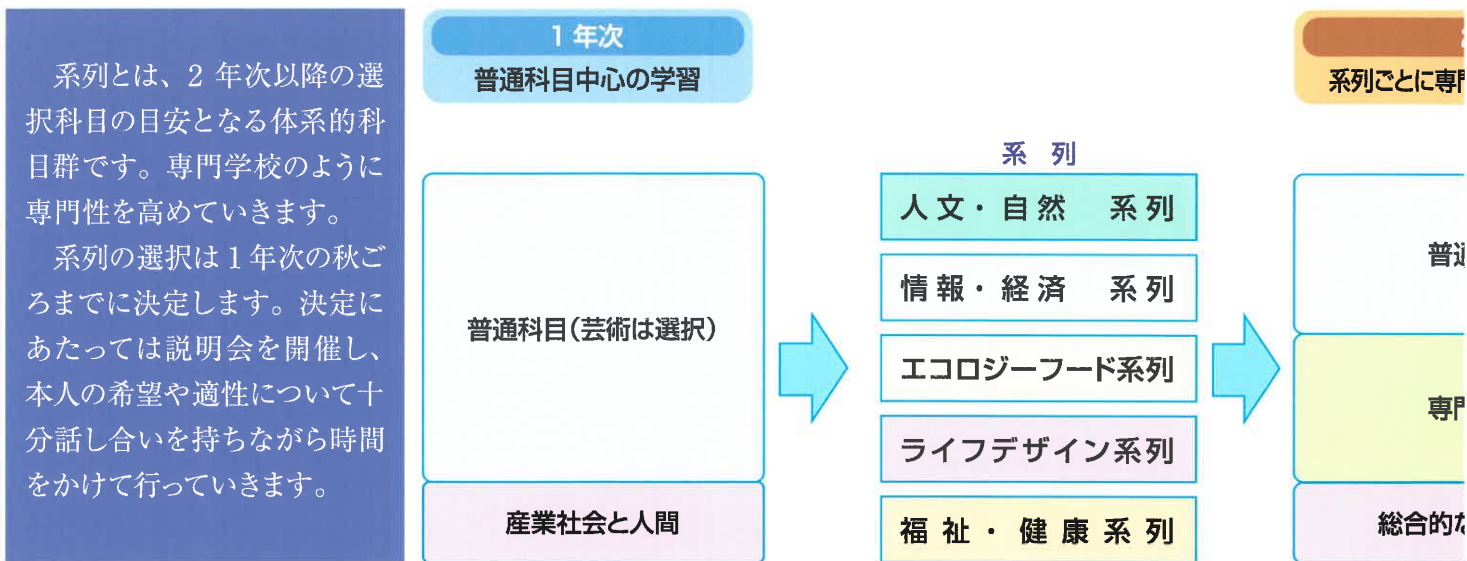 系列とは、2 年次以降の選
択科目の目安となる体系的科
目群です。専門学校のように
専門性を高めていきます。
系列の選択は 1 年次の秋ご
ろまでに決定します。決定に
あたっては説明会を開催し、
本人の希望や適性について十
分話し合いを持ちながら時間
をかけて行っていきます。
1 年次
普通科目中心の学習
普通科目(芸術は選択)
産業社会と人間
系 列
人文・自然 系列
情報・経済 系列
エコロジーフード系列
ライフデザイン系列
福祉・健康系列
系列ごとに専門
普通
専門
総合的な